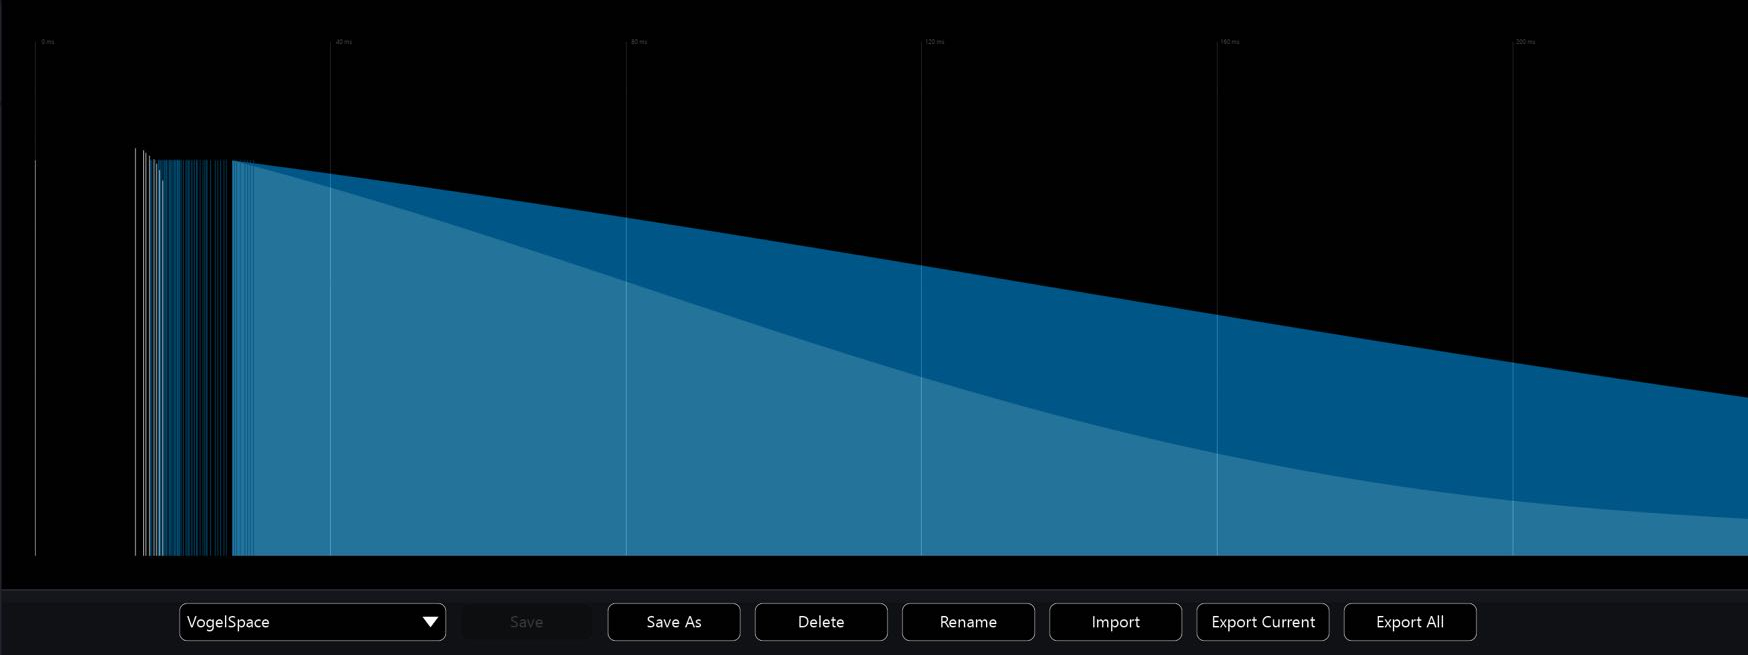 0 ms
40 ms
80 ms
120 ms
160 ms
200 ms
VogelSpace
Save
Save As
Delete
Rename
Import
Export Current
Export All